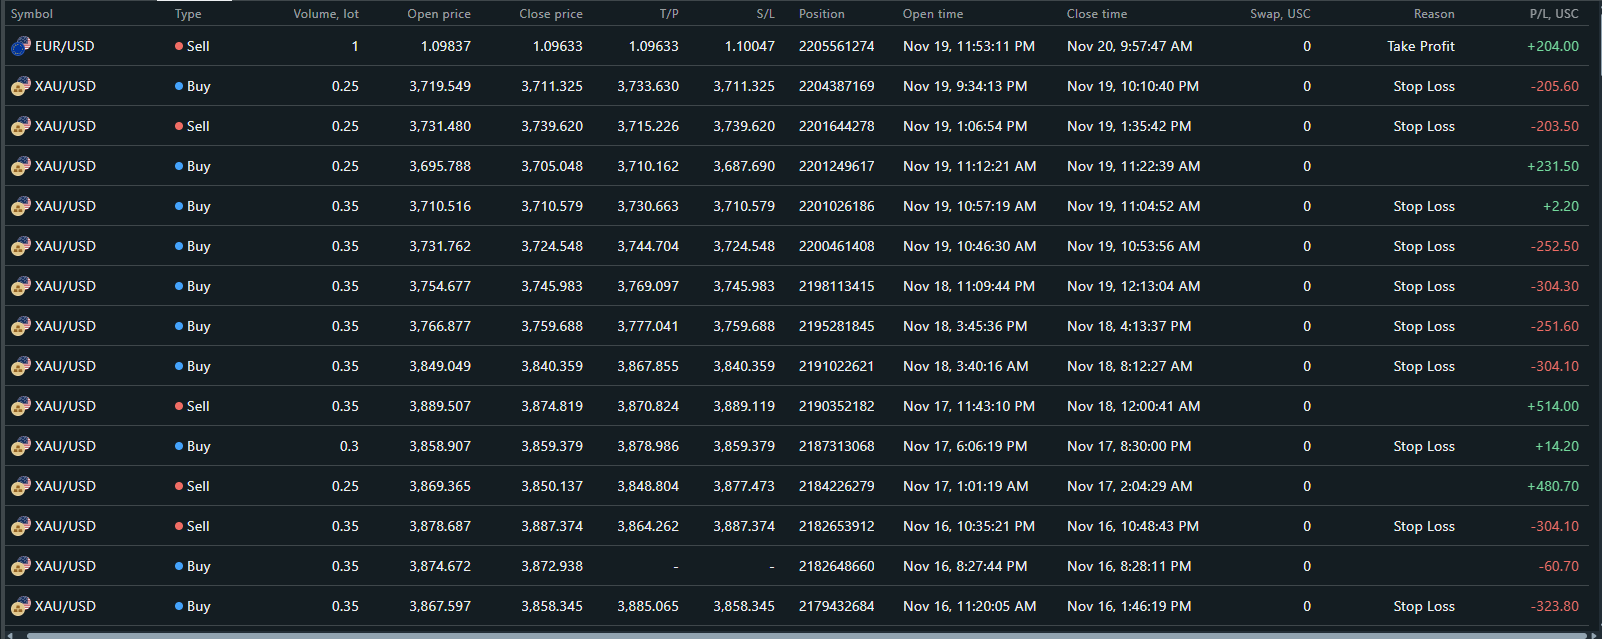 Symbol Type Volume, lot Open price Close price T/P S/L Position Open time Close time Swap, USC Reason P/L, USC
EUR/USD Sell 1 1.09837 1.09633 1.09633 1.10047 2205561274 Nov 19, 11:53:11 PM Nov 20, 9:57:47 AM 0 Take Profit +204.00
XAU/USD Buy 0.25 3,719.549 3,711.325 3,733.630 3,711.325 2204387169 Nov 19, 9:34:13 PM Nov 19, 10:10:40 PM 0 Stop Loss -205.60
XAU/USD Sell 0.25 3,731.480 3,739.620 3,715.226 3,739.620 2201644278 Nov 19, 1:06:54 PM Nov 19, 1:35:42 PM 0 Stop Loss -203.50
XAU/USD Buy 0.25 3,695.788 3,705.048 3,710.162 3,687.690 2201249617 Nov 19, 11:12:21 AM Nov 19, 11:22:39 AM 0 +231.50
XAU/USD Buy 0.35 3,710.516 3,710.579 3,730.663 3,710.579 2201026186 Nov 19, 10:57:19 AM Nov 19, 11:04:52 AM 0 Stop Loss +2.20
XAU/USD Buy 0.35 3,731.762 3,724.548 3,744.704 3,724.548 2200461408 Nov 19, 10:46:30 AM Nov 19, 10:53:56 AM 0 Stop Loss -252.50
XAU/USD Buy 0.35 3,754.677 3,745.983 3,769.097 3,745.983 2198113415 Nov 18, 11:09:44 PM Nov 19, 12:13:04 AM 0 Stop Loss -304.30
XAU/USD Buy 0.35 3,766.877 3,759.688 3,777.041 3,759.688 2195281845 Nov 18, 3:45:36 PM Nov 18, 4:13:37 PM 0 Stop Loss -251.60
XAU/USD Buy 0.35 3,849.049 3,840.359 3,867.855 3,840.359 2191022621 Nov 18, 3:40:16 AM Nov 18, 8:12:27 AM 0 Stop Loss -304.10
XAU/USD Sell 0.35 3,889.507 3,874.819 3,870.824 3,889.119 2190352182 Nov 17, 11:43:10 PM Nov 18, 12:00:41 AM 0 +514.00
XAU/USD Buy 0.3 3,858.907 3,859.379 3,878.986 3,859.379 2187313068 Nov 17, 6:06:19 PM Nov 17, 8:30:00 PM 0 Stop Loss +14.20
XAU/USD Sell 0.25 3,869.365 3,850.137 3,848.804 3,877.473 2184226279 Nov 17, 1:01:19 AM Nov 17, 2:04:29 AM 0 +480.70
XAU/USD Sell 0.35 3,878.687 3,887.374 3,864.262 3,887.374 2182653912 Nov 16, 10:35:21 PM Nov 16, 10:48:43 PM 0 Stop Loss -304.10
XAU/USD Buy 0.35 3,874.672 3,872.938 - - 2182648660 Nov 16, 8:27:44 PM Nov 16, 8:28:11 PM 0 -60.70
XAU/USD Buy 0.35 3,867.597 3,858.345 3,885.065 3,858.345 2179432684 Nov 16, 11:20:05 AM Nov 16, 1:46:19 PM 0 Stop Loss -323.80